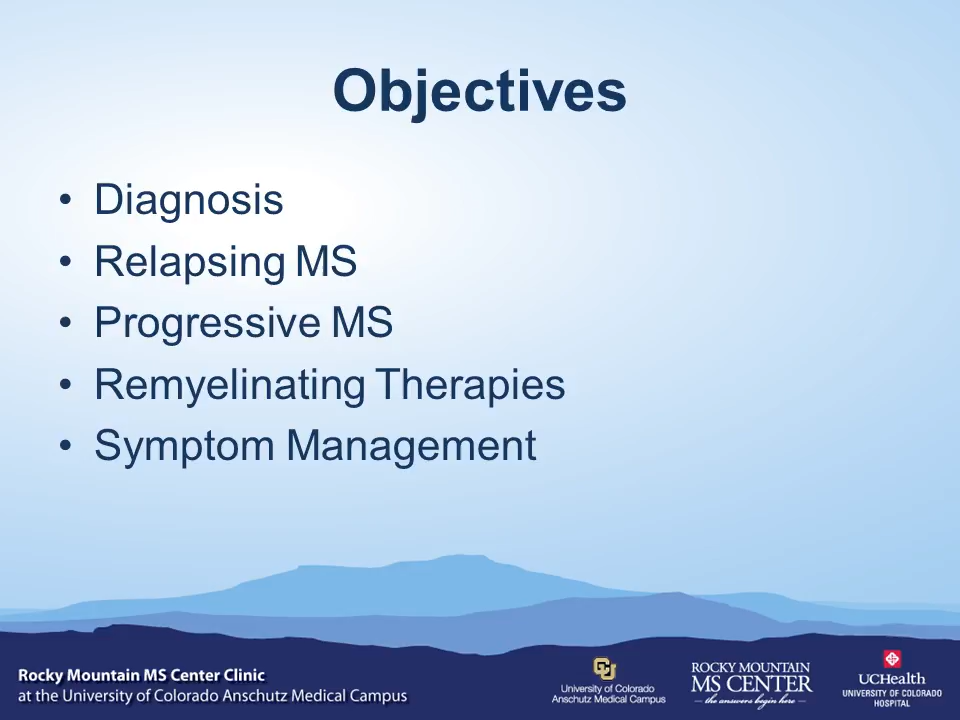 Objectives
• Diagnosis
• Relapsing MS
• Progressive MS
• Remyelinating Therapies
• Symptom Management
Rocky Mountain MS Center Clinic
at the University of Colorado Anschutz Medical Campus
CU
University of Colorado
Anschutz Medical Campus
ROCKY MOUNTAIN
MS CENTER
the answers begin here
UCHealth
UNIVERSITY OF COLORADO
HOSPITAL